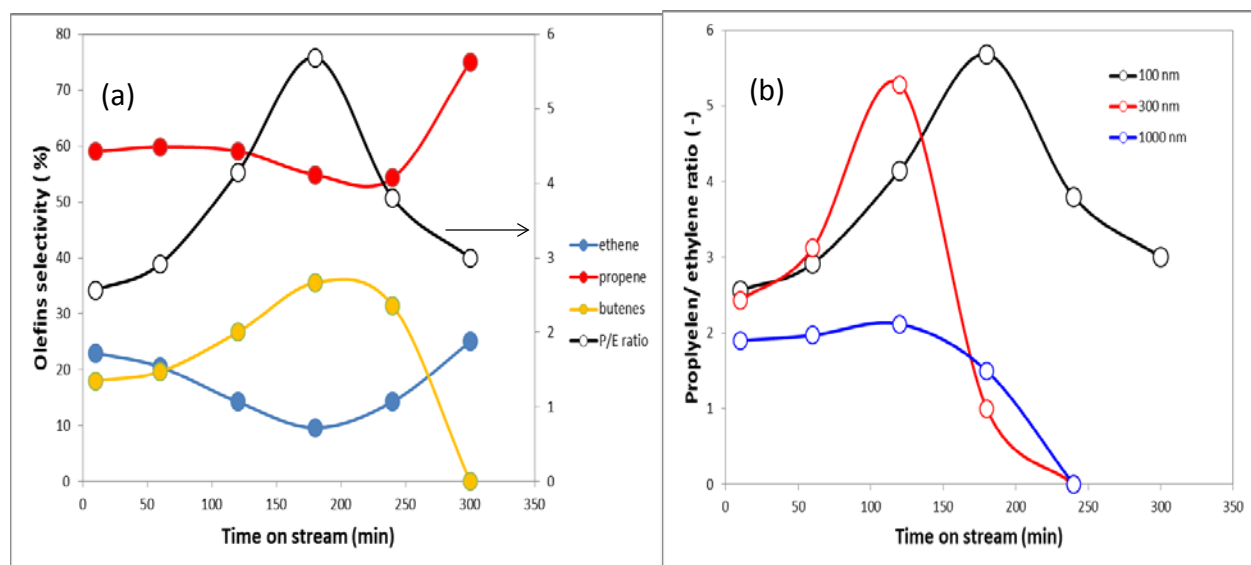 (a)
Olefins selectivity ( %)
80
70
60
50
40
30
20
10
0
6
5
4
3
2
1
0
0 50 100 150 200 250 300 350
Time on stream (min)
ethene
propene
butenes
P/E ratio
(b)
Proplyelen/ ethylene ratio ( -)
6
5
4
3
2
1
0
0 50 100 150 200 250 300 350
Time on stream (min)
100 nm
300 nm
1000 nm